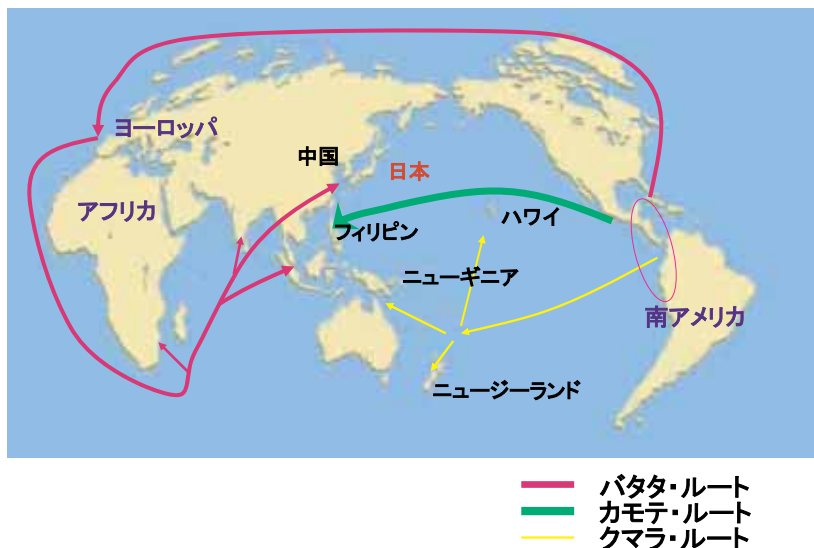 ヨーロッパ
中国
日本
アフリカ
ハワイ
フィリピン
ニューギニア
南アメリカ
ニュージーランド
バタタ・ルート
カモテ・ルート
クマラ・ルート